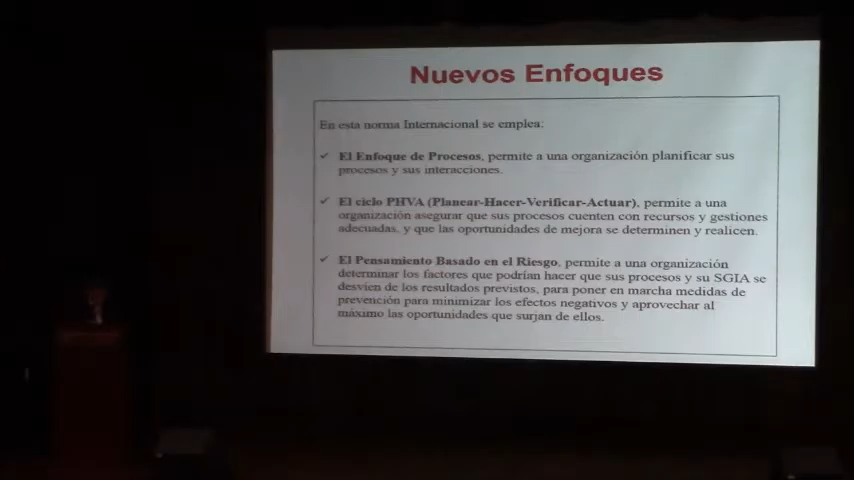 Nuevos Enfoques
En esta norma Internacional se emplea:
✓ El Enfoque de Procesos, permite a una organización planificar sus
procesos y sus interacciones.
✓ El ciclo PHVA (Planear-Hacer-Verificar-Actuar), permite a una
organización asegurar que sus procesos cuenten con recursos y gestiones
adecuadas, y que las oportunidades de mejora se determinen y realicen.
✓ El Pensamiento Basado en el Riesgo, permite a una organización
determinar los factores que podrían hacer que sus procesos y su SGIA se
desvíen de los resultados previstos, para poner en marcha medidas de
prevención para minimizar los efectos negativos y aprovechar al
máximo las oportunidades que surjan de ellos.